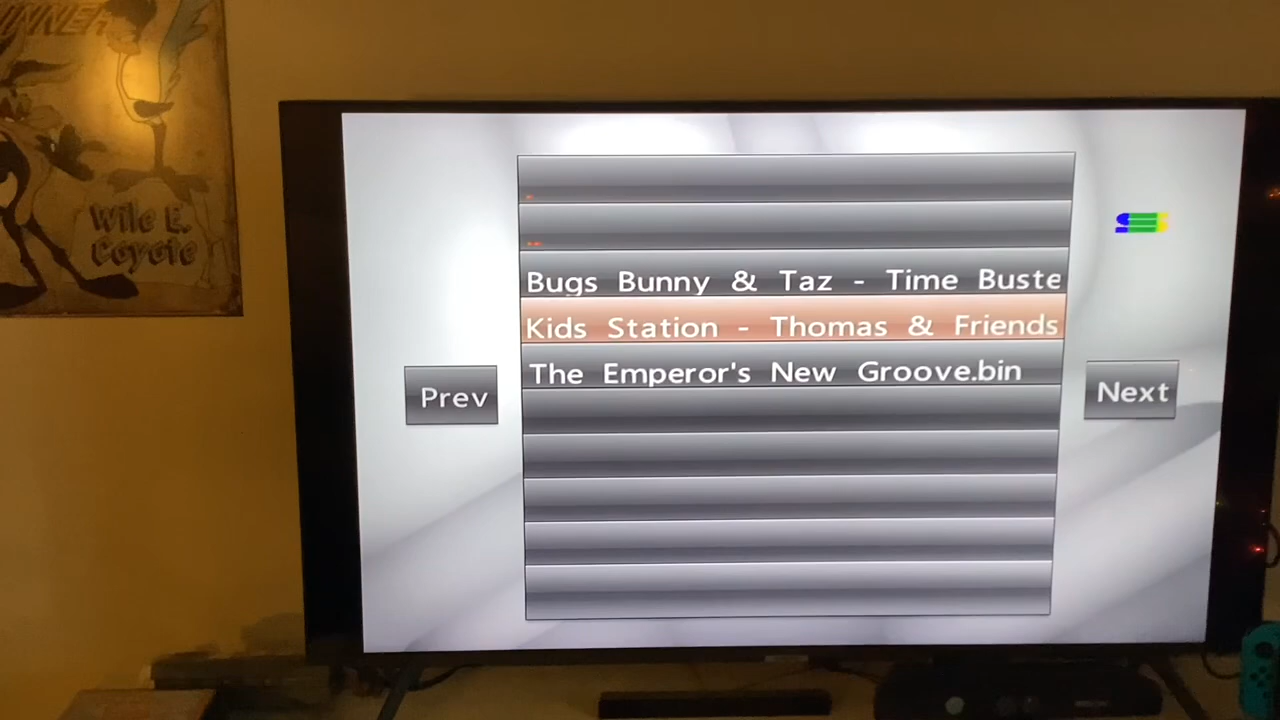 Wile E.
Coyote
.
..
Bugs Bunny & Taz - Time Buste
Kids Station - Thomas & Friends
The Emperor's New Groove.bin
Prev
Next